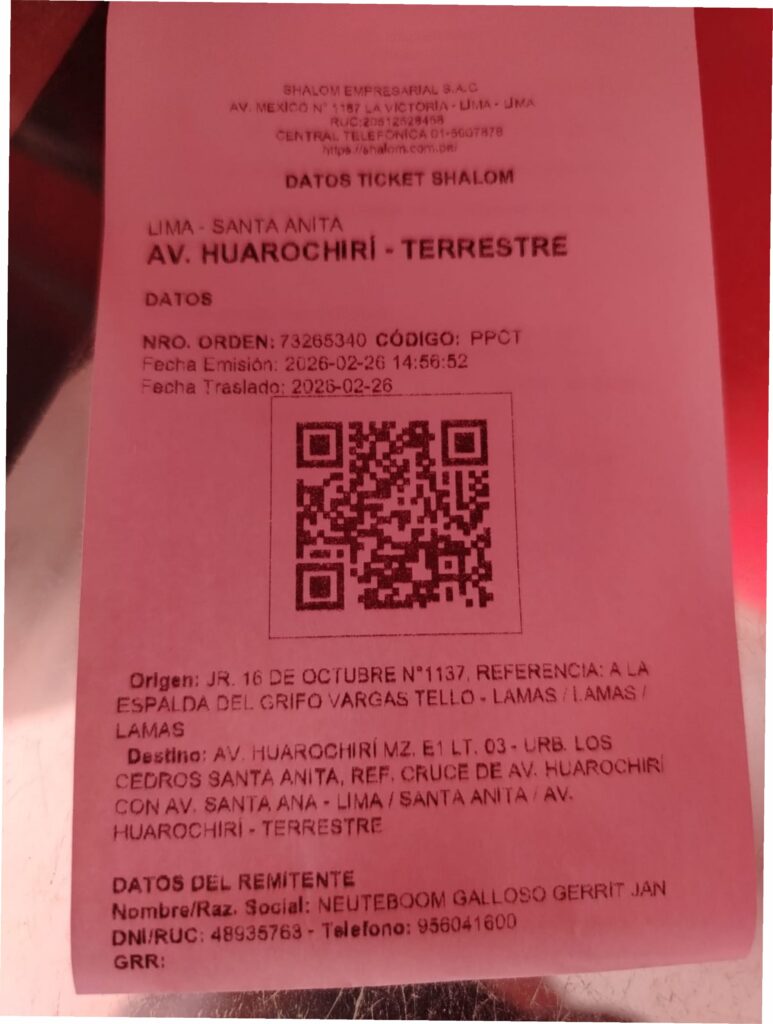 SHALOM EMPRESARIAL S.A.C
AV. MEXICO N° 1187 LA VICTORIA - LIMA - LIMA
RUC:20512528458
CENTRAL TELEFONICA 01-5007878
https://shalom.com.pe/
DATOS TICKET SHALOM
LIMA - SANTA ANITA
AV. HUAROCHIRÍ - TERRESTRE
DATOS
NRO. ORDEN: 73265340 CÓDIGO: PPCT
Fecha Emisión: 2026-02-26 14:56:52
Fecha Traslado: 2026-02-26
Origen: JR. 16 DE OCTUBRE N°1137, REFERENCIA: A LA
ESPALDA DEL GRIFO VARGAS TELLO - LAMAS / LAMAS /
LAMAS
Destino: AV. HUAROCHIRÍ MZ. E1 LT. 03 - URB. LOS
CEDROS SANTA ANITA, REF. CRUCE DE AV. HUAROCHIRÍ
CON AV. SANTA ANA - LIMA / SANTA ANITA / AV.
HUAROCHIRÍ - TERRESTRE
DATOS DEL REMITENTE
Nombre/Raz. Social: NEUTEBOOM GALLOSO GERRIT JAN
DNI/RUC: 48935763 - Telefono: 956041600
GRR: